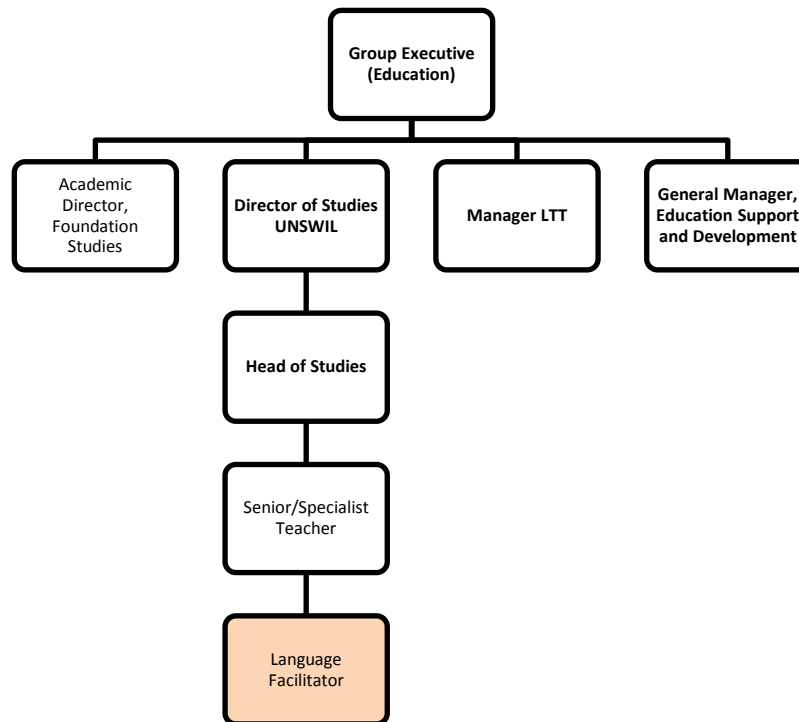 Group Executive
(Education)
Academic
Director,
Foundation
Studies
Director of Studies
UNSWIL
Manager LTT
General Manager,
Education Support
and Development
Head of Studies
Senior/Specialist
Teacher
Language
Facilitator